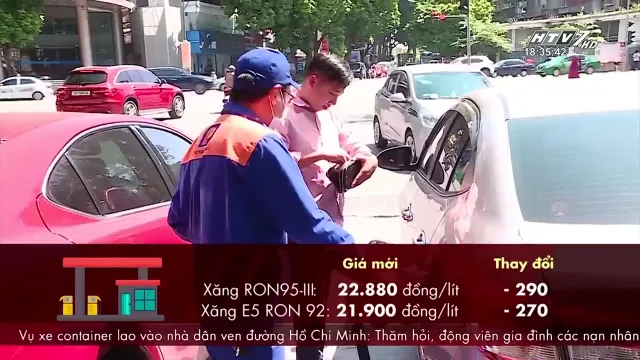 HTV7 HD
18:35:42
Giá mới Thay đổi
Xăng RON95-III: 22.880 đồng/lít - 290
Xăng E5 RON 92: 21.900 đồng/lít - 270
Vụ xe container lao vào nhà dân ven đường Hồ Chí Minh: Thăm hỏi, động viên gia đình các nạn nhân